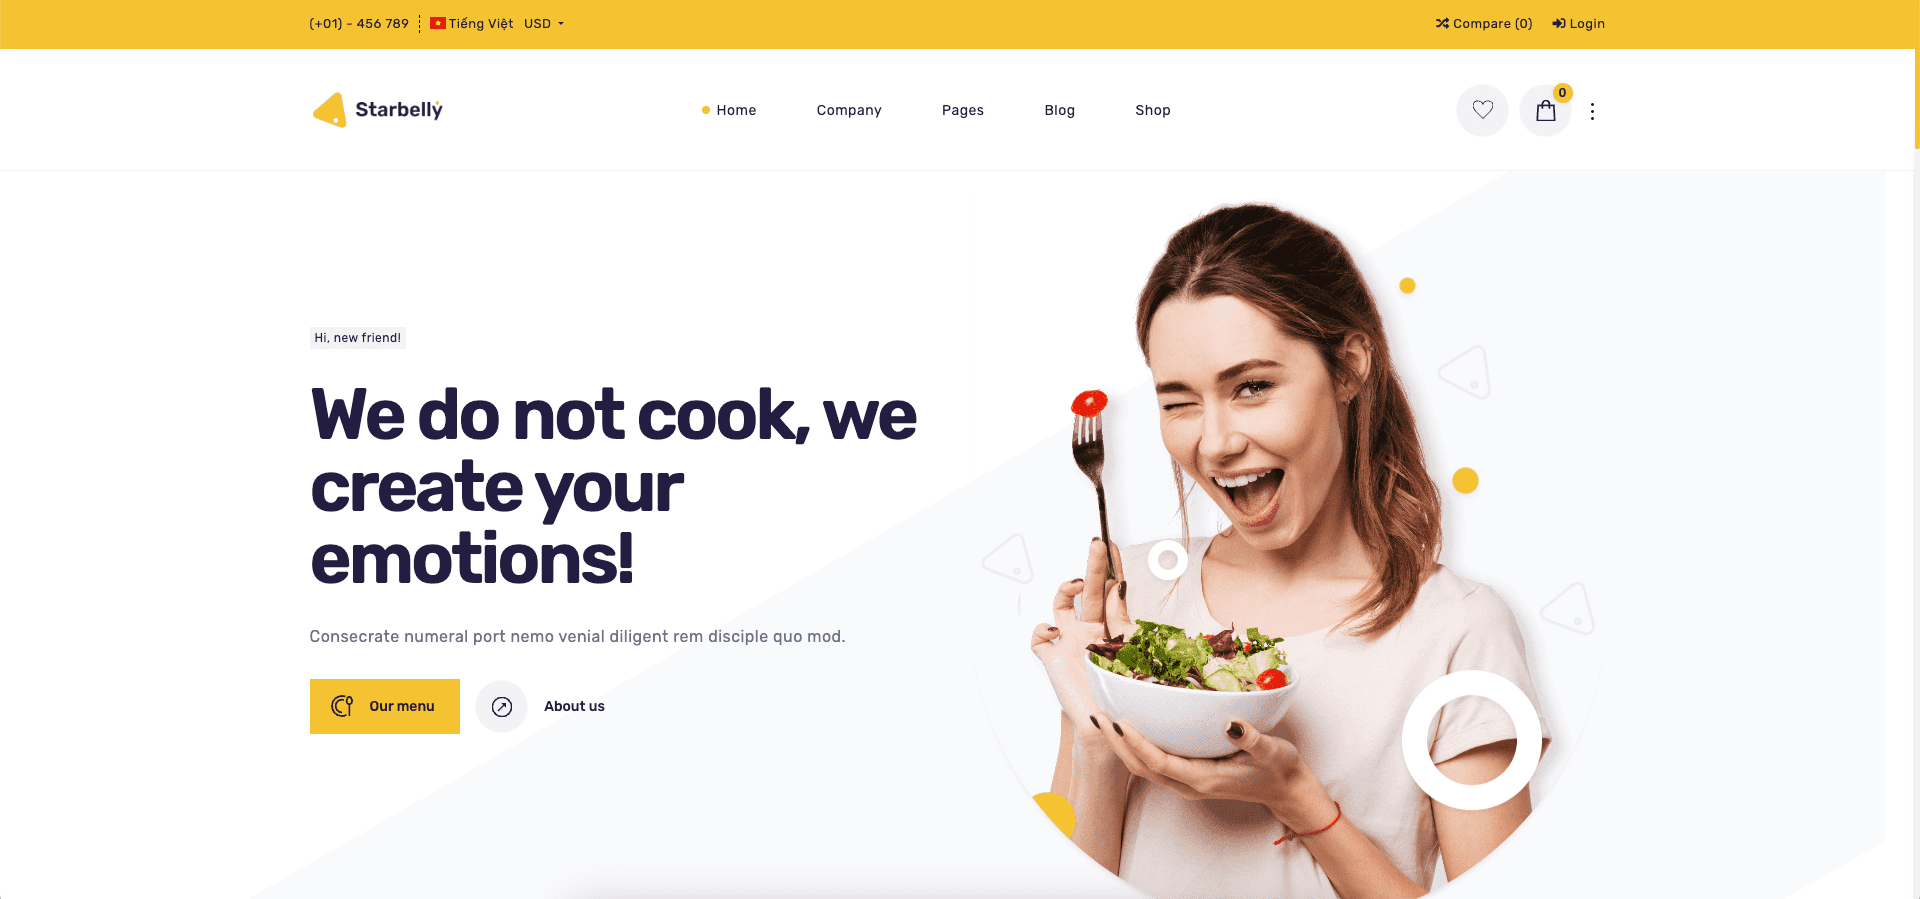 (+01) - 456 789
Tiếng Việt
USD
Compare (0)
Login
Starbelly
Home
Company
Pages
Blog
Shop
0
Hi, new friend!
We do not cook, we
create your
emotions!
Consecrate numeral port nemo venial diligent rem disciple quo mod.
Our menu
About us